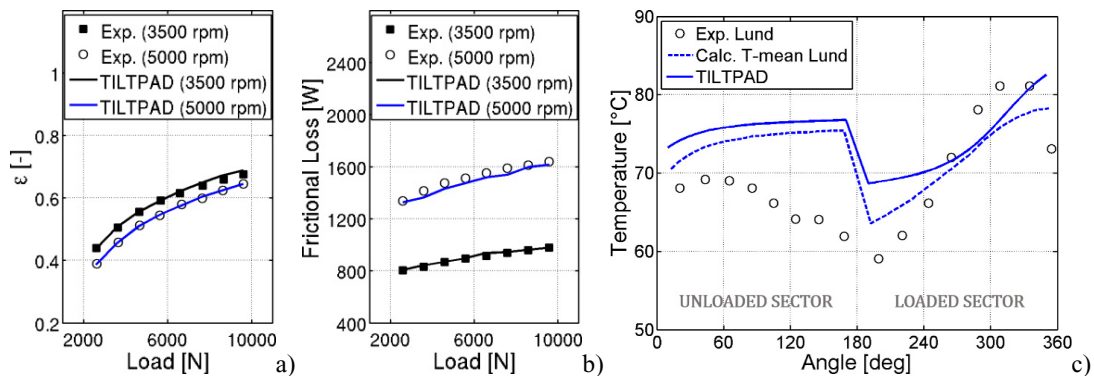 Exp. (3500 rpm)
Exp. (5000 rpm)
TILTPAD (3500 rpm)
TILTPAD (5000 rpm)
1
0.8
0.6
0.4
0.2
ε [-]
2000
6000
10000
Load [N]
a)
Exp. (3500 rpm)
Exp. (5000 rpm)
TILTPAD (3500 rpm)
TILTPAD (5000 rpm)
2400
2000
1600
1200
800
400
Frictional Loss [W]
2000
6000
10000
Load [N]
b)
Exp. Lund
Calc. T-mean Lund
TILTPAD
90
80
70
60
50
Temperature [°C]
UNLOADED SECTOR
LOADED SECTOR
0
60
120
180
240
300
360
Angle [deg]
c)